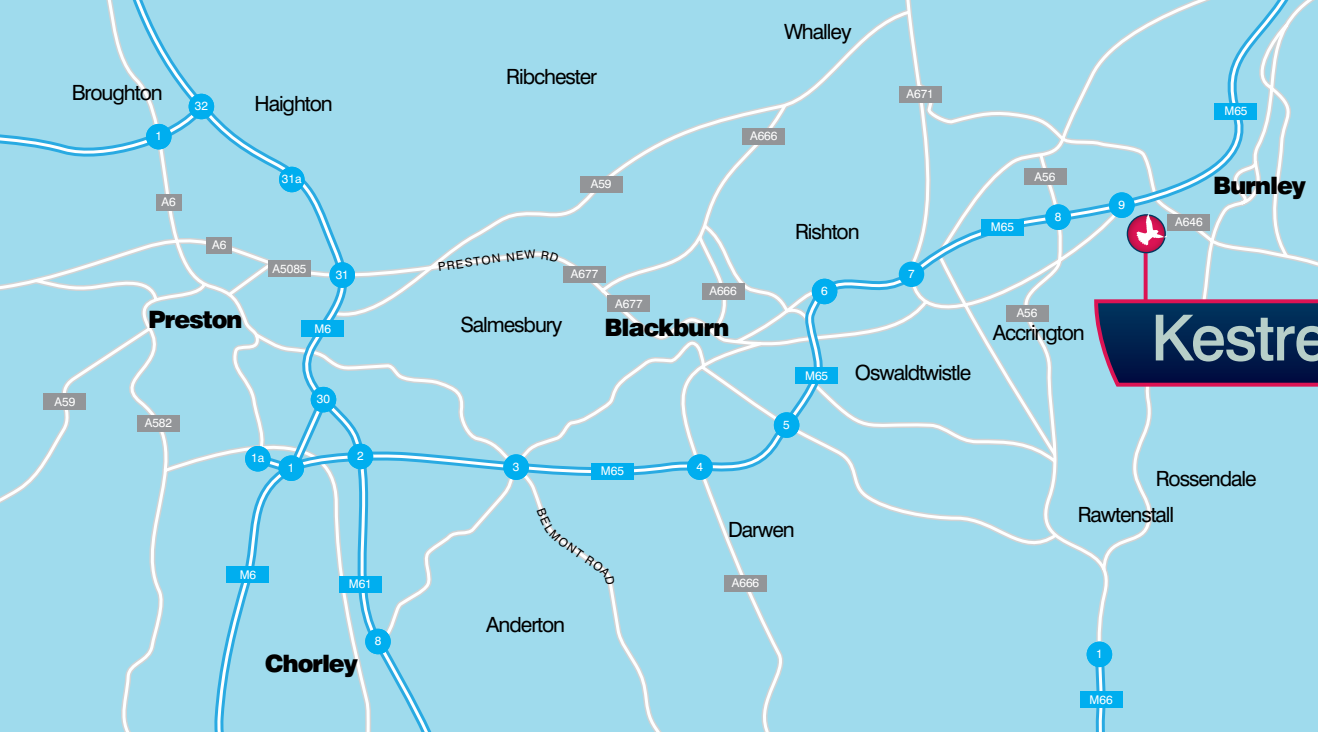 Whalley
Ribchester
Broughton
Haighton
32
1
31a
A671
M65
A666
A59
A56
Burnley
A6
9
8
A646
M65
Rishton
A6
A5085
31
PRESTON NEW RD
A677
A677
A666
6
7
Preston
M6
Salmesbury
Blackburn
A56
Accrington
Kestre
M65
Oswaldtwistle
A59
A582
30
5
1a
1
2
3
M65
4
Rossendale
Rawtenstall
BELMONT ROAD
Darwen
M6
M61
A666
Anderton
8
Chorley
1
M66